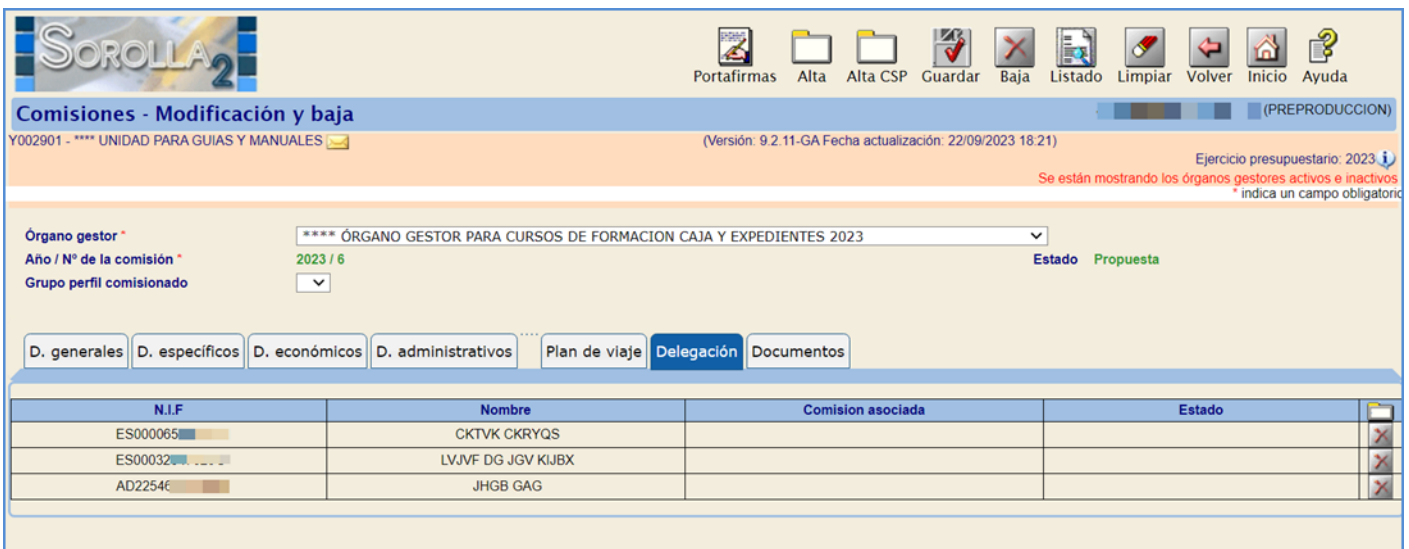 SOROLLA2
Portafirmas Alta Alta CSP Guardar Baja Listado Limpiar Volver Inicio Ayuda
Comisiones - Modificación y baja
(PREPRODUCCION)
Y002901 - **** UNIDAD PARA GUIAS Y MANUALES
(Versión: 9.2.11-GA Fecha actualización: 22/09/2023 18:21)
Ejercicio presupuestario: 2023
Se están mostrando los órganos gestores activos e inactivos
* indica un campo obligatorio
Órgano gestor * **** ÓRGANO GESTOR PARA CURSOS DE FORMACION CAJA Y EXPEDIENTES 2023
Año / Nº de la comisión * 2023 / 6 Estado Propuesta
Grupo perfil comisionado
D. generales D. específicos D. económicos D. administrativos Plan de viaje Delegación Documentos
N.I.F Nombre Comision asociada Estado
ES000065 CKTVK CKRYQS
ES00032 LVJVF DG JGV KIJBX
AD22546 JHGB GAG